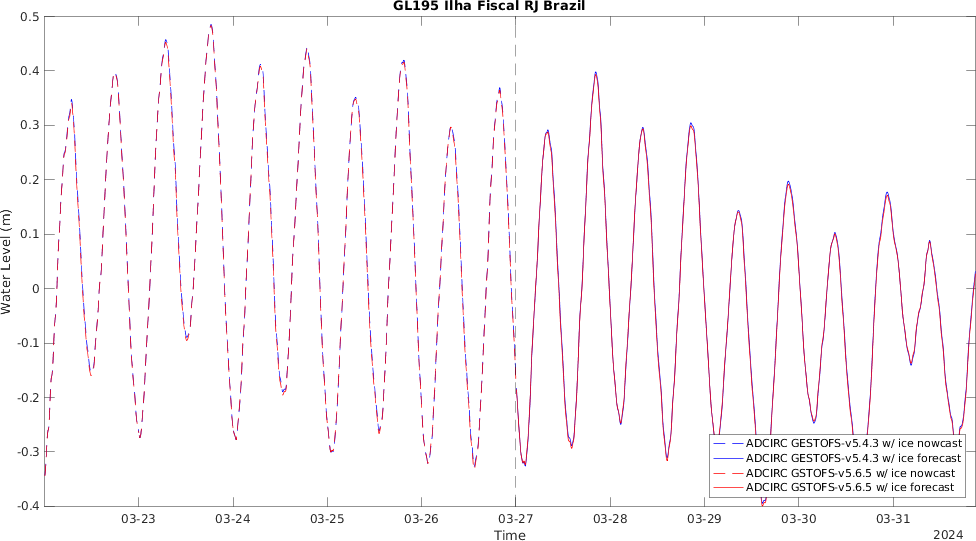 GL195 Ilha Fiscal RJ Brazil
0.5
0.4
0.3
0.2
0.1
0
-0.1
-0.2
-0.3
-0.4
Water Level (m)
ADCIRC GESTOFS-v5.4.3 w/ ice nowcast
ADCIRC GESTOFS-v5.4.3 w/ ice forecast
ADCIRC GSTOFS-v5.6.5 w/ ice nowcast
ADCIRC GSTOFS-v5.6.5 w/ ice forecast
03-23 03-24 03-25 03-26 03-27 03-28 03-29 03-30 03-31
Time
2024